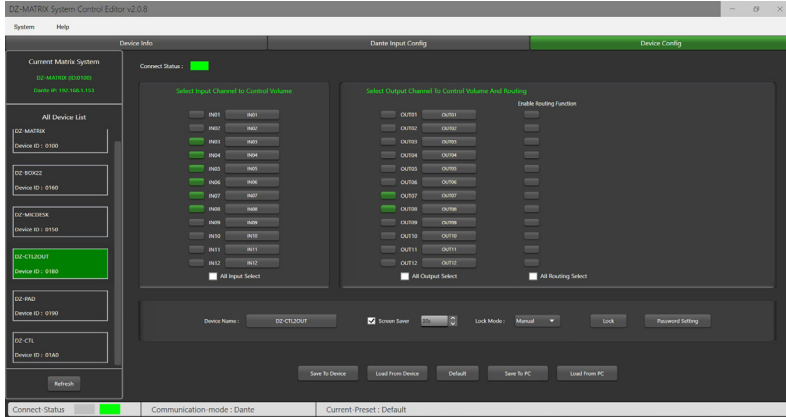 DZ-MATRIX System Control Editor v2.0.8
System Help
Device Info Dante Input Config Device Config
Current Matrix System
DZ-MATRIX (ID:0100)
Dante IP: 192.168.1.153
All Device List
DZ-MATRIX
Device ID : 0100
DZ-BOX22
Device ID : 0160
DZ-MICDESK
Device ID : 0150
DZ-CTL2OUT
Device ID : 0180
DZ-PAD
Device ID : 0190
DZ-CTL
Device ID : 01A0
Refresh
Connect Status :
Select Input Channel to Control Volume
IN01 IN01
IN02 IN02
IN03 IN03
IN04 IN04
IN05 IN05
IN06 IN06
IN07 IN07
IN08 IN08
IN09 IN09
IN10 IN10
IN11 IN11
IN12 IN12
All Input Select
Select Output Channel To Control Volume And Routing
Enable Routing Function
OUT01 OUT01
OUT02 OUT02
OUT03 OUT03
OUT04 OUT04
OUT05 OUT05
OUT06 OUT06
OUT07 OUT07
OUT08 OUT08
OUT09 OUT09
OUT10 OUT10
OUT11 OUT11
OUT12 OUT12
All Output Select All Routing Select
Device Name : DZ-CTL2OUT Screen Saver Lock Mode : Manual Lock Password Setting
Save To Device Load From Device Default Save To PC Load From PC
Connect-Status Communication-mode : Dante Current-Preset : Default